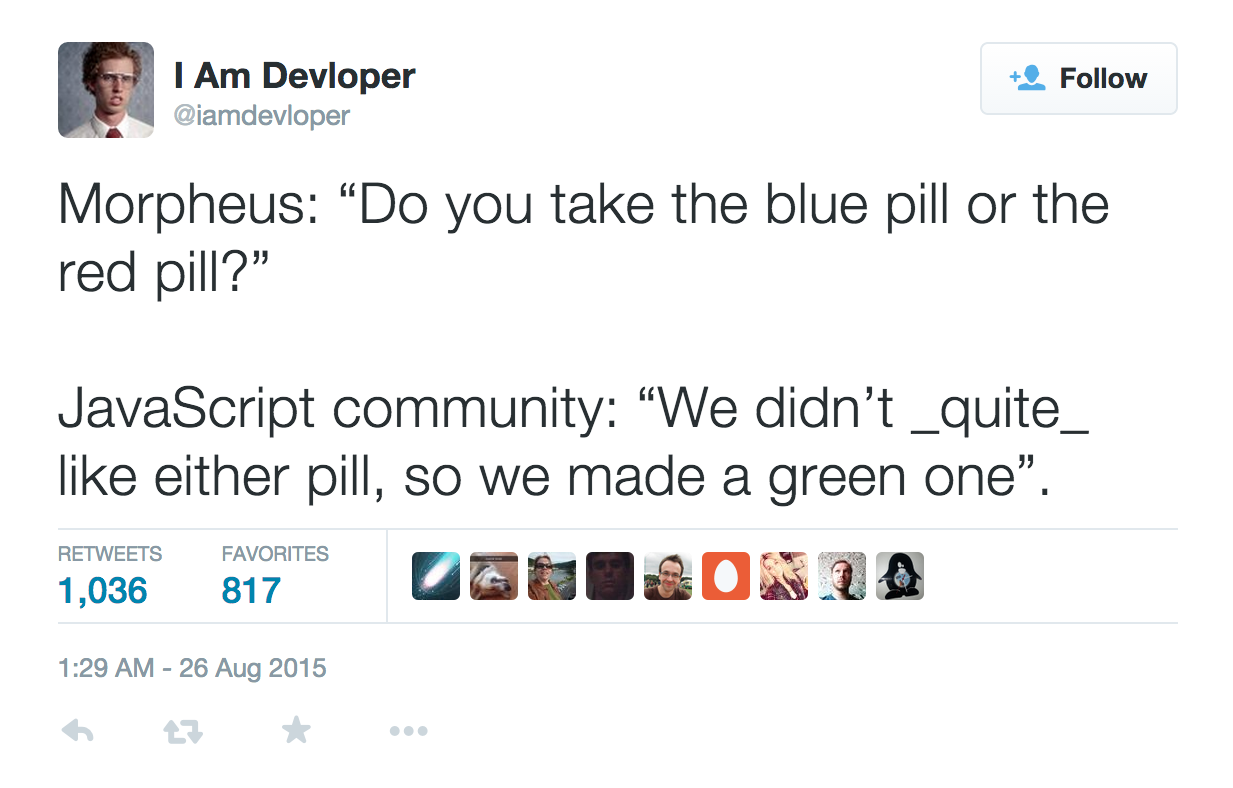 I Am Devloper
@iamdevloper
Follow
Morpheus: “Do you take the blue pill or the
red pill?”
JavaScript community: “We didn’t _quite_
like either pill, so we made a green one”.
RETWEETS FAVORITES
1,036 817
1:29 AM - 26 Aug 2015